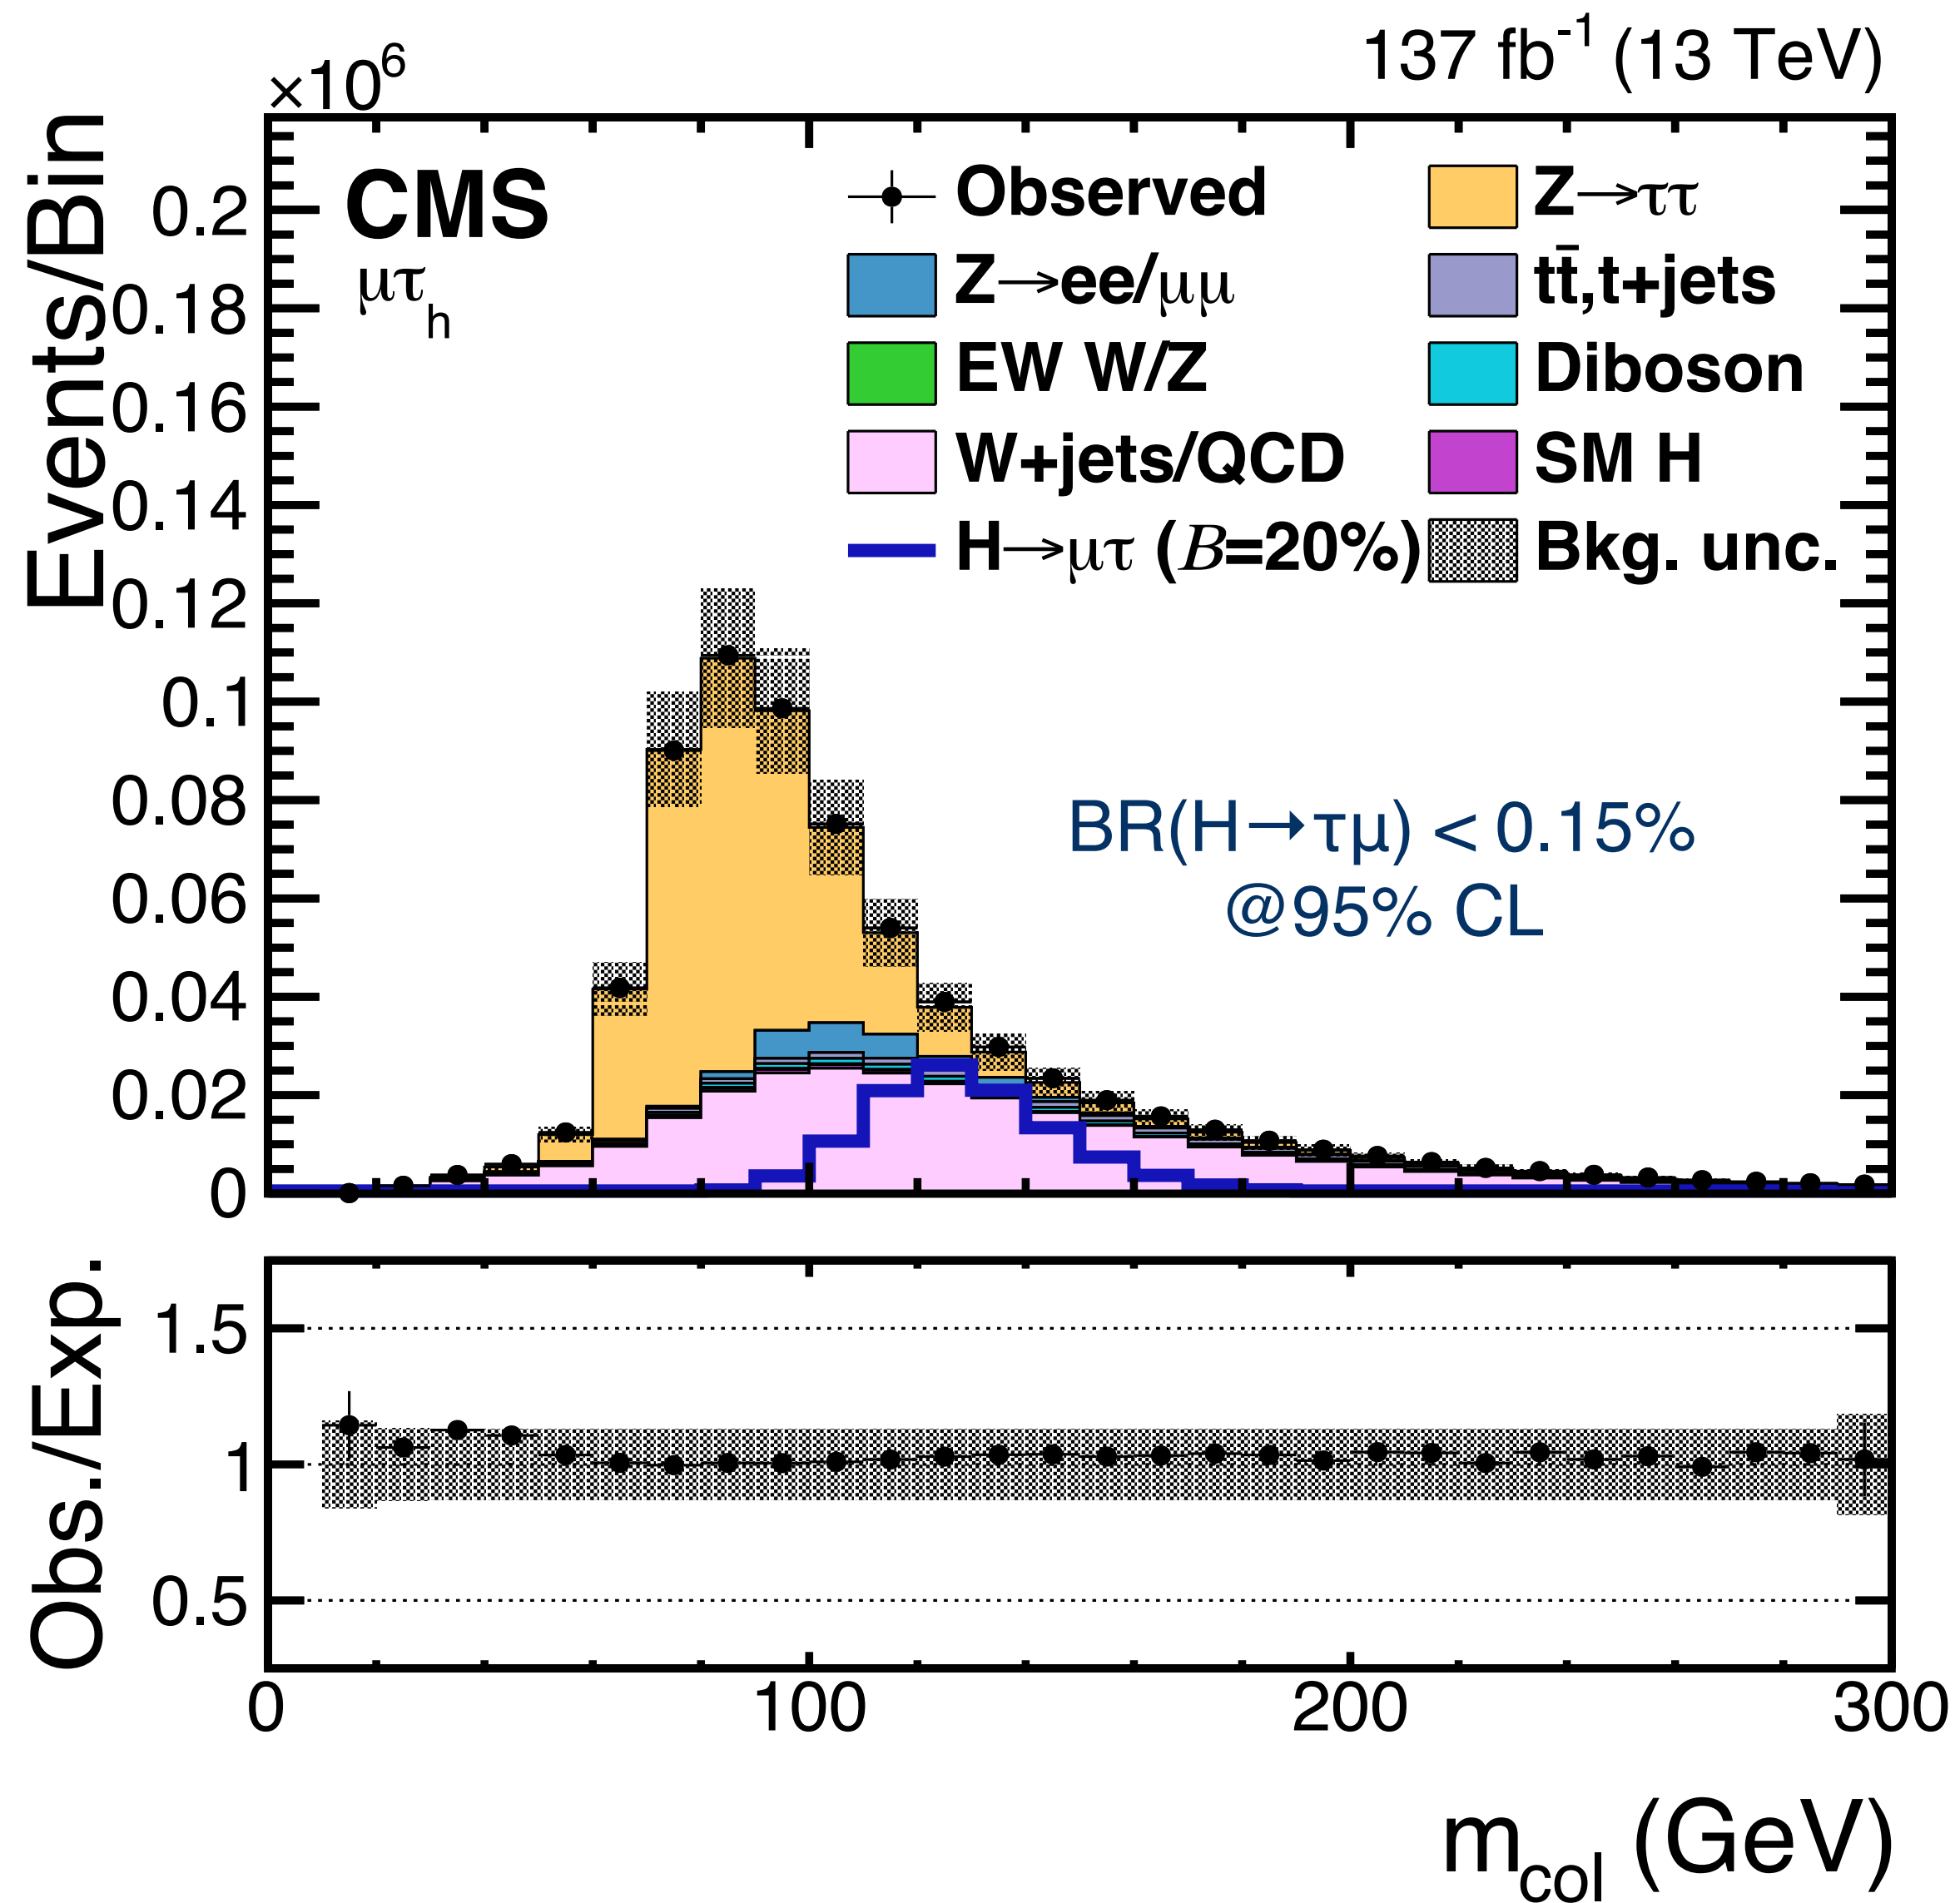 137 fb⁻¹ (13 TeV)
×10⁶
CMS
μτₕ
Observed
Z→ττ
Z→ee/μμ
tt̄,t+jets
EW W/Z
Diboson
W+jets/QCD
SM H
H→μτ (B=20%)
Bkg. unc.
Events/Bin
0.2
0.18
0.16
0.14
0.12
0.1
0.08
0.06
0.04
0.02
0
BR(H→τμ) < 0.15%
@95% CL
Obs./Exp.
1.5
1
0.5
0 100 200 300
m_col (GeV)